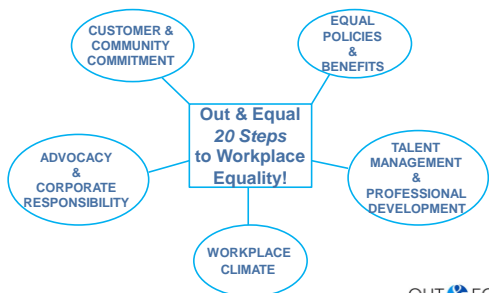 CUSTOMER &
COMMUNITY
COMMITMENT
EQUAL
POLICIES
&
BENEFITS
Out & Equal
20 Steps
to Workplace
Equality!
ADVOCACY
&
CORPORATE
RESPONSIBILITY
TALENT
MANAGEMENT
&
PROFESSIONAL
DEVELOPMENT
WORKPLACE
CLIMATE
OUT